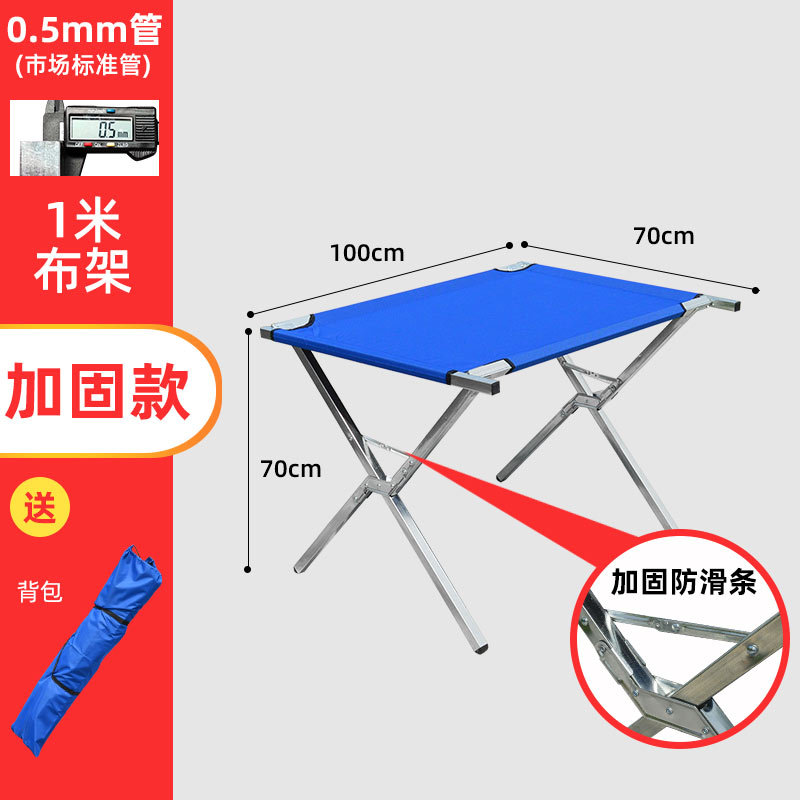 0.5mm管
(市场标准管)
0.5 mm
1米
布架
加固款
送
背包
100cm
70cm
70cm
加固防滑条